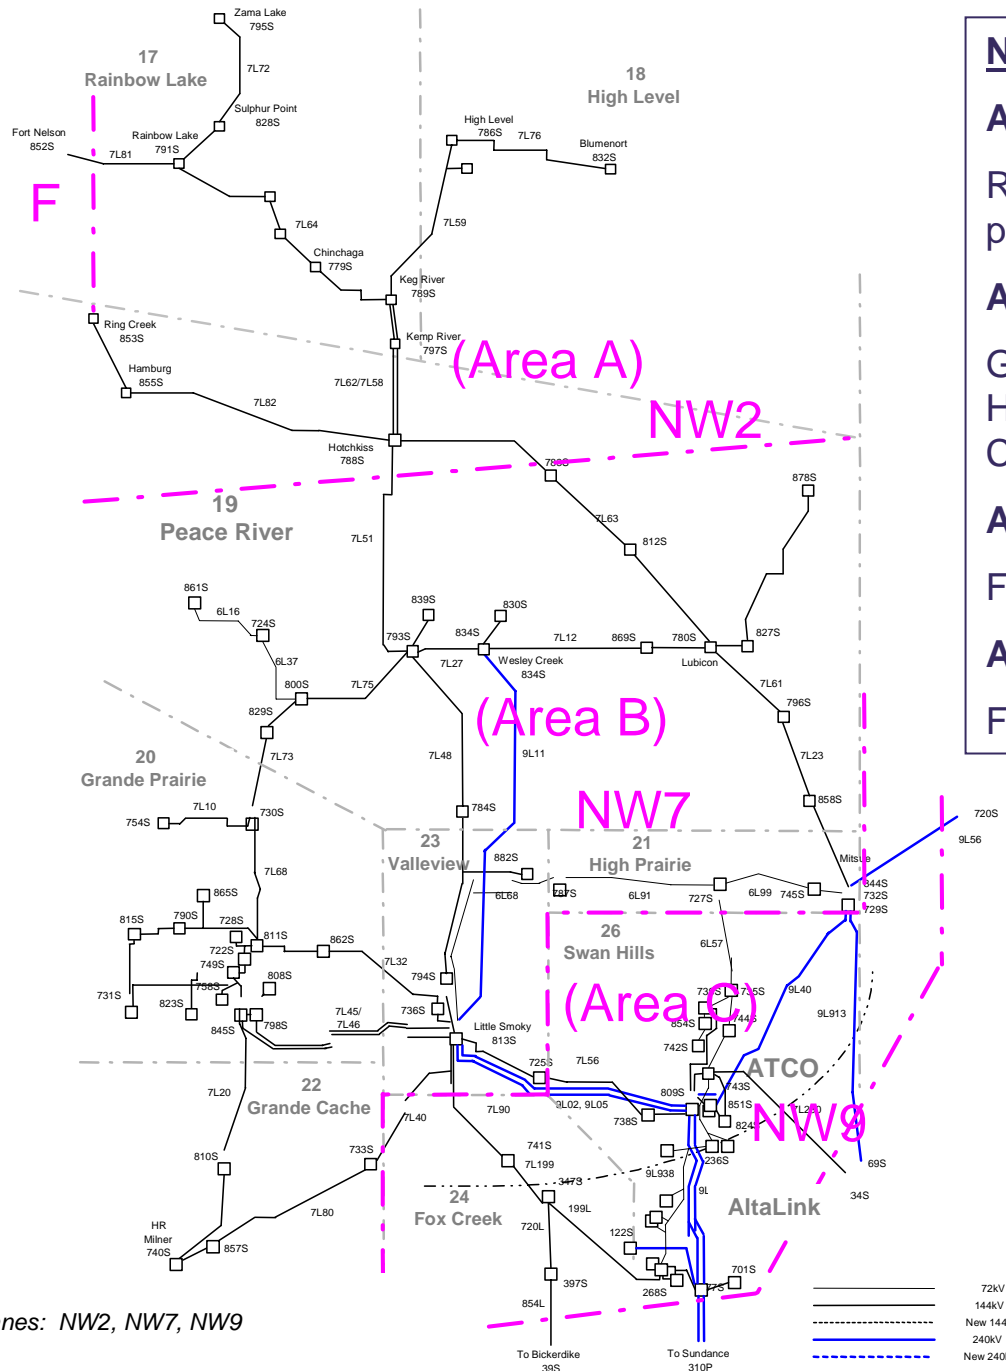 Zama Lake
795S
17
Rainbow Lake
7L72
18
High Level
Sulphur Point
828S
Fort Nelson
852S
Rainbow Lake
791S
7L81
High Level
786S
7L76
Blumenort
832S
F
7L64
7L59
Chinchaga
779S
Keg River
789S
Ring Creek
853S
Kemp River
797S
(Area A)
Hamburg
855S
7L62/7L58
7L82
NW2
Hotchkiss
788S
19
Peace River
878S
7L51
7L63
812S
861S
6L16
724S
839S
830S
793S
834S
7L12
869S
780S
827S
6L37
7L27
Wesley Creek
834S
Lubicon
800S
7L75
7L61
829S
796S
(Area B)
20
Grande Prairie
7L73
7L48
9L11
7L23
7L10
754S
730S
784S
NW7
858S
720S
9L56
23
Valleyview
21
High Prairie
Mitsue
7L68
882S
844S
732S
729S
865S
6L68
787S
6L91
727S
6L99
745S
815S
790S
728S
811S
862S
26
Swan Hills
6L57
722S
749S
7L32
808S
794S
(Area C)
735S
9L40
731S
823S
758S
736S
854S
744S
9L913
845S
798S
7L45/
7L46
Little Smoky
813S
742S
ATCO
725S
7L56
743S
22
Grande Cache
7L20
7L40
7L90
9L02, 9L05
809S
851S
738S
NW9
741S
236S
810S
733S
7L199
9L938
69S
347S
34S
24
Fox Creek
199L
AltaLink
HR
Milner
740S
7L80
857S
720L
122S
701S
397S
268S
72kV
854L
144kV
240kV
nes: NW2, NW7, NW9
To Bickerdike
39S
To Sundance
310P